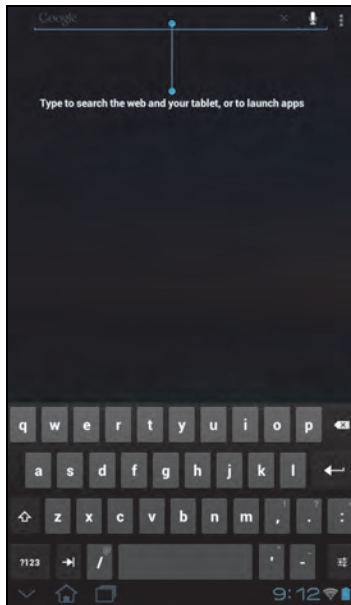 Google
Type to search the web and your tablet, or to launch apps
q w e r t y u i o p
a s d f g h j k l
z x c v b n m , ! . ? :
?123 / @ ' " -
9:12